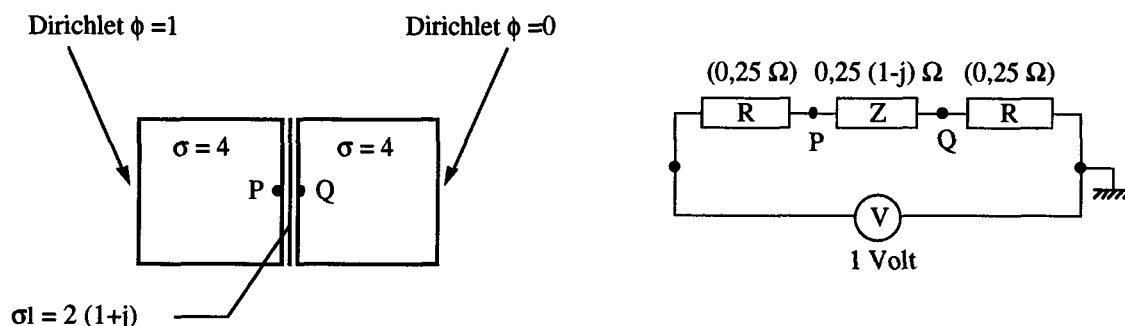 Dirichlet ϕ =1
Dirichlet ϕ =0
σ = 4
σ = 4
P
Q
σl = 2 (1+j)
(0,25 Ω) 0,25 (1-j) Ω (0,25 Ω)
R
Z
R
P
Q
V
1 Volt